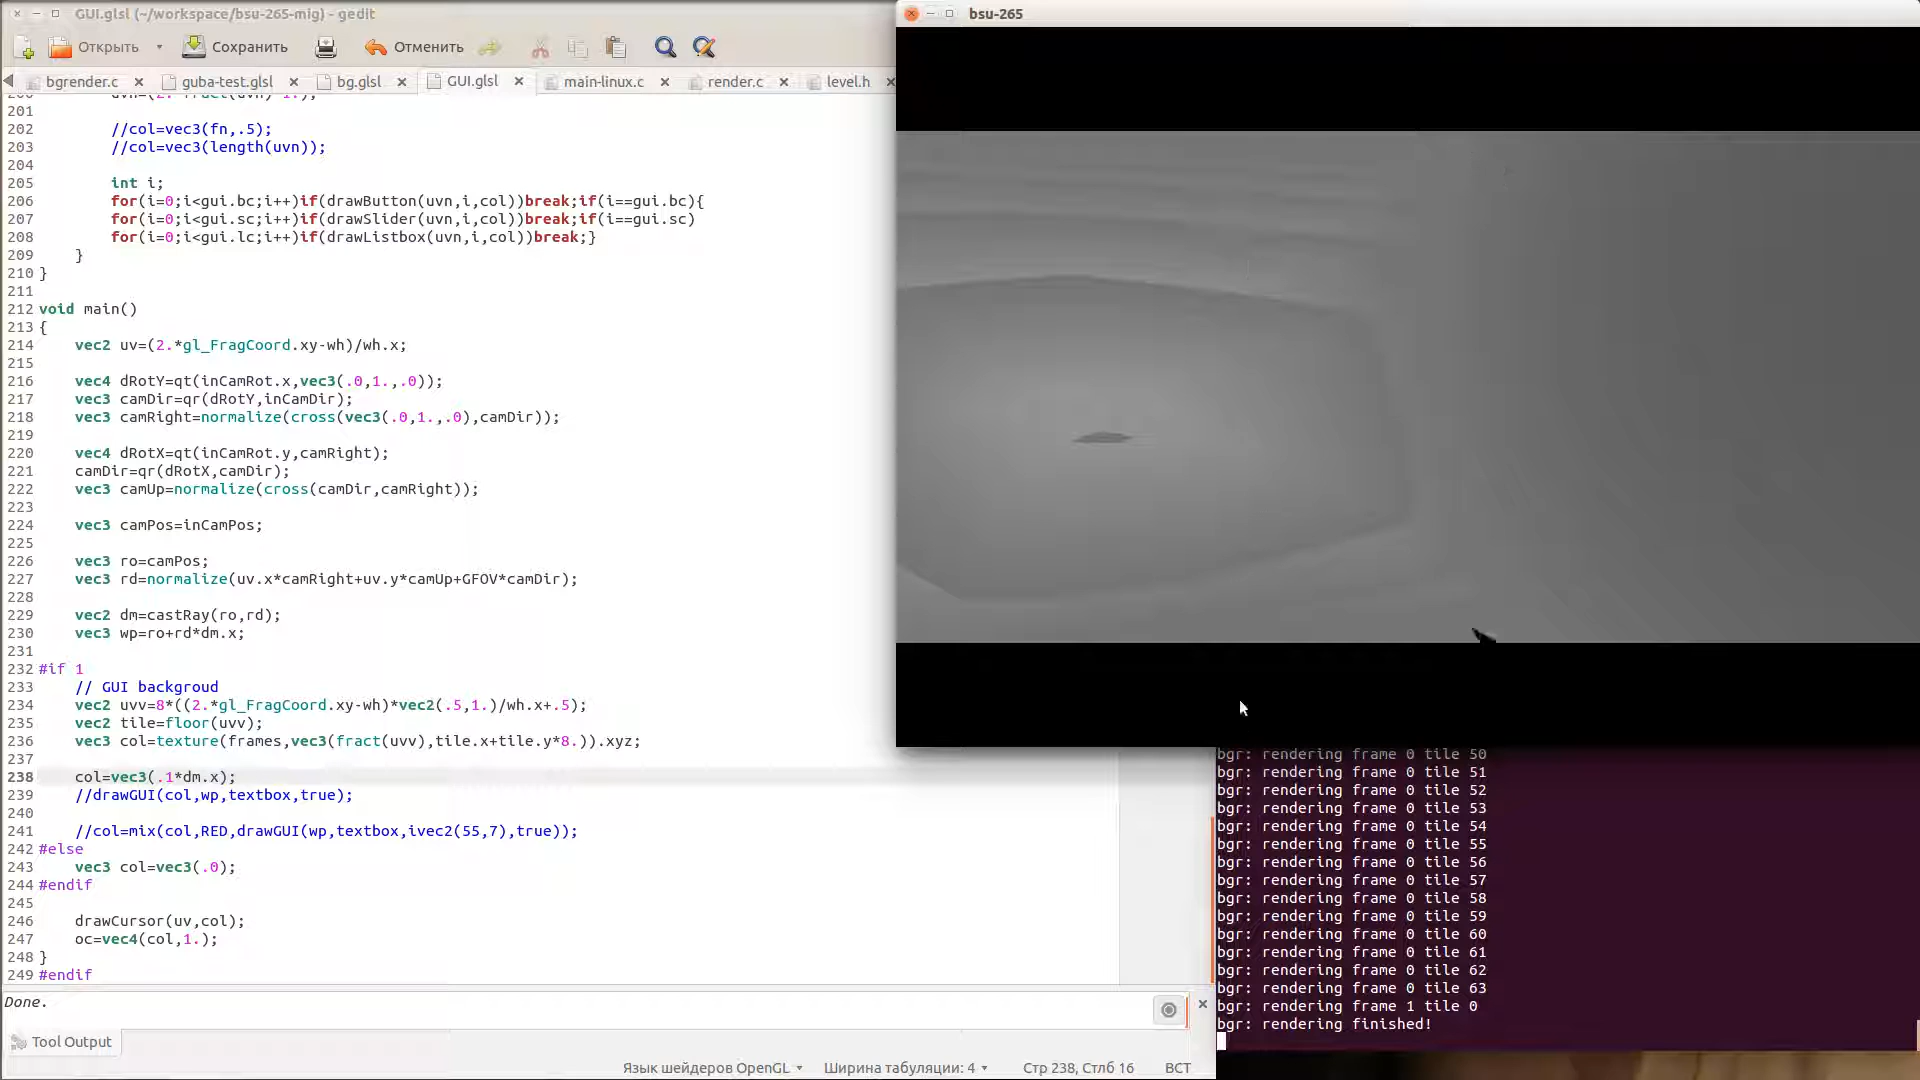 GUI.glsl (~/workspace/bsu-265-mig) - gedit
bsu-265
Открыть
Сохранить
Отменить
bgrender.c
guba-test.glsl
bg.glsl
GUI.glsl
main-linux.c
render.c
level.h
201
202 //col=vec3(fn,.5);
203 //col=vec3(length(uvn));
204
205 int i;
206 for(i=0;i<gui.bc;i++)if(drawButton(uvn,i,col))break;if(i==gui.bc){
207 for(i=0;i<gui.sc;i++)if(drawSlider(uvn,i,col))break;if(i==gui.sc)
208 for(i=0;i<gui.lc;i++)if(drawListbox(uvn,i,col))break;}
209 }
210 }
211
212 void main()
213 {
214 vec2 uv=(2.*gl_FragCoord.xy-wh)/wh.x;
215
216 vec4 dRotY=qt(inCamRot.x,vec3(.0,1.,.0));
217 vec3 camDir=qr(dRotY,inCamDir);
218 vec3 camRight=normalize(cross(vec3(.0,1.,.0),camDir));
219
220 vec4 dRotX=qt(inCamRot.y,camRight);
221 camDir=qr(dRotX,camDir);
222 vec3 camUp=normalize(cross(camDir,camRight));
223
224 vec3 camPos=inCamPos;
225
226 vec3 ro=camPos;
227 vec3 rd=normalize(uv.x*camRight+uv.y*camUp+GFOV*camDir);
228
229 vec2 dm=castRay(ro,rd);
230 vec3 wp=ro+rd*dm.x;
231
232 #if 1
233 // GUI backgroud
234 vec2 uvv=8*((2.*gl_FragCoord.xy-wh)*vec2(.5,1.)/wh.x+.5);
235 vec2 tile=floor(uvv);
236 vec3 col=texture(frames,vec3(fract(uvv),tile.x+tile.y*8.)).xyz;
237
238 col=vec3(.1*dm.x);
239 //drawGUI(col,wp,textbox,true);
240
241 //col=mix(col,RED,drawGUI(wp,textbox,ivec2(55,7),true));
242 #else
243 vec3 col=vec3(.0);
244 #endif
245
246 drawCursor(uv,col);
247 oc=vec4(col,1.);
248 }
249 #endif
bgr: rendering frame 0 tile 50
bgr: rendering frame 0 tile 51
bgr: rendering frame 0 tile 52
bgr: rendering frame 0 tile 53
bgr: rendering frame 0 tile 54
bgr: rendering frame 0 tile 55
bgr: rendering frame 0 tile 56
bgr: rendering frame 0 tile 57
bgr: rendering frame 0 tile 58
bgr: rendering frame 0 tile 59
bgr: rendering frame 0 tile 60
bgr: rendering frame 0 tile 61
bgr: rendering frame 0 tile 62
bgr: rendering frame 0 tile 63
bgr: rendering frame 1 tile 0
bgr: rendering finished!
Done.
Tool Output
Язык шейдеров OpenGL
Ширина табуляции: 4
Стр 238, Стлб 16
ВСТ